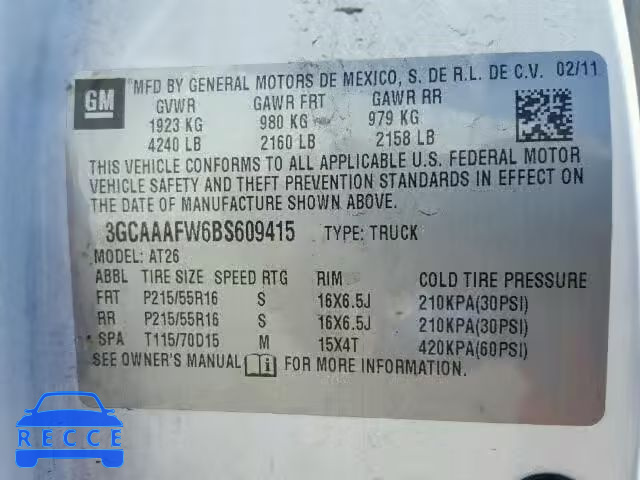 GM
MFD BY GENERAL MOTORS DE MEXICO, S. DE R.L. DE C.V. 02/11
GVWR GAWR FRT GAWR RR
1923 KG 980 KG 979 KG
4240 LB 2160 LB 2158 LB
THIS VEHICLE CONFORMS TO ALL APPLICABLE U.S. FEDERAL MOTOR
VEHICLE SAFETY AND THEFT PREVENTION STANDARDS IN EFFECT ON
THE DATE OF MANUFACTURE SHOWN ABOVE.
3GCAAAFW6BS609415 TYPE: TRUCK
MODEL: AT26
ABBL TIRE SIZE SPEED RTG RIM COLD TIRE PRESSURE
FRT P215/55R16 S 16X6.5J 210KPA(30PSI)
RR P215/55R16 S 16X6.5J 210KPA(30PSI)
SPA T115/70D15 M 15X4T 420KPA(60PSI)
SEE OWNER'S MANUAL FOR MORE INFORMATION.
RECCE